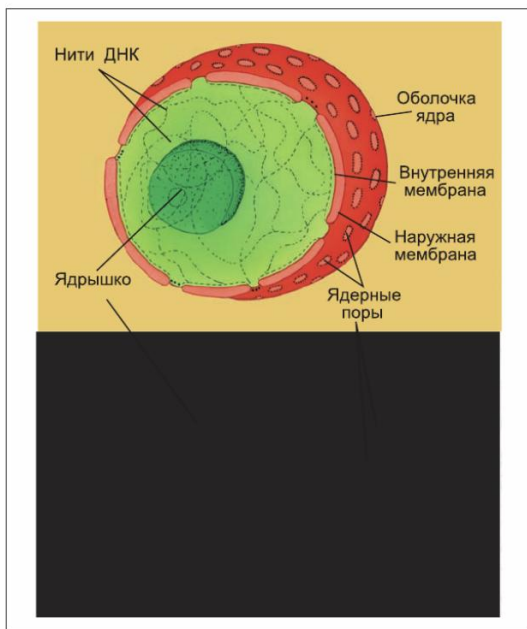 Нити ДНК
Оболочка
ядра
Внутренняя
мембрана
Наружная
мембрана
Ядрышко
Ядерные
поры